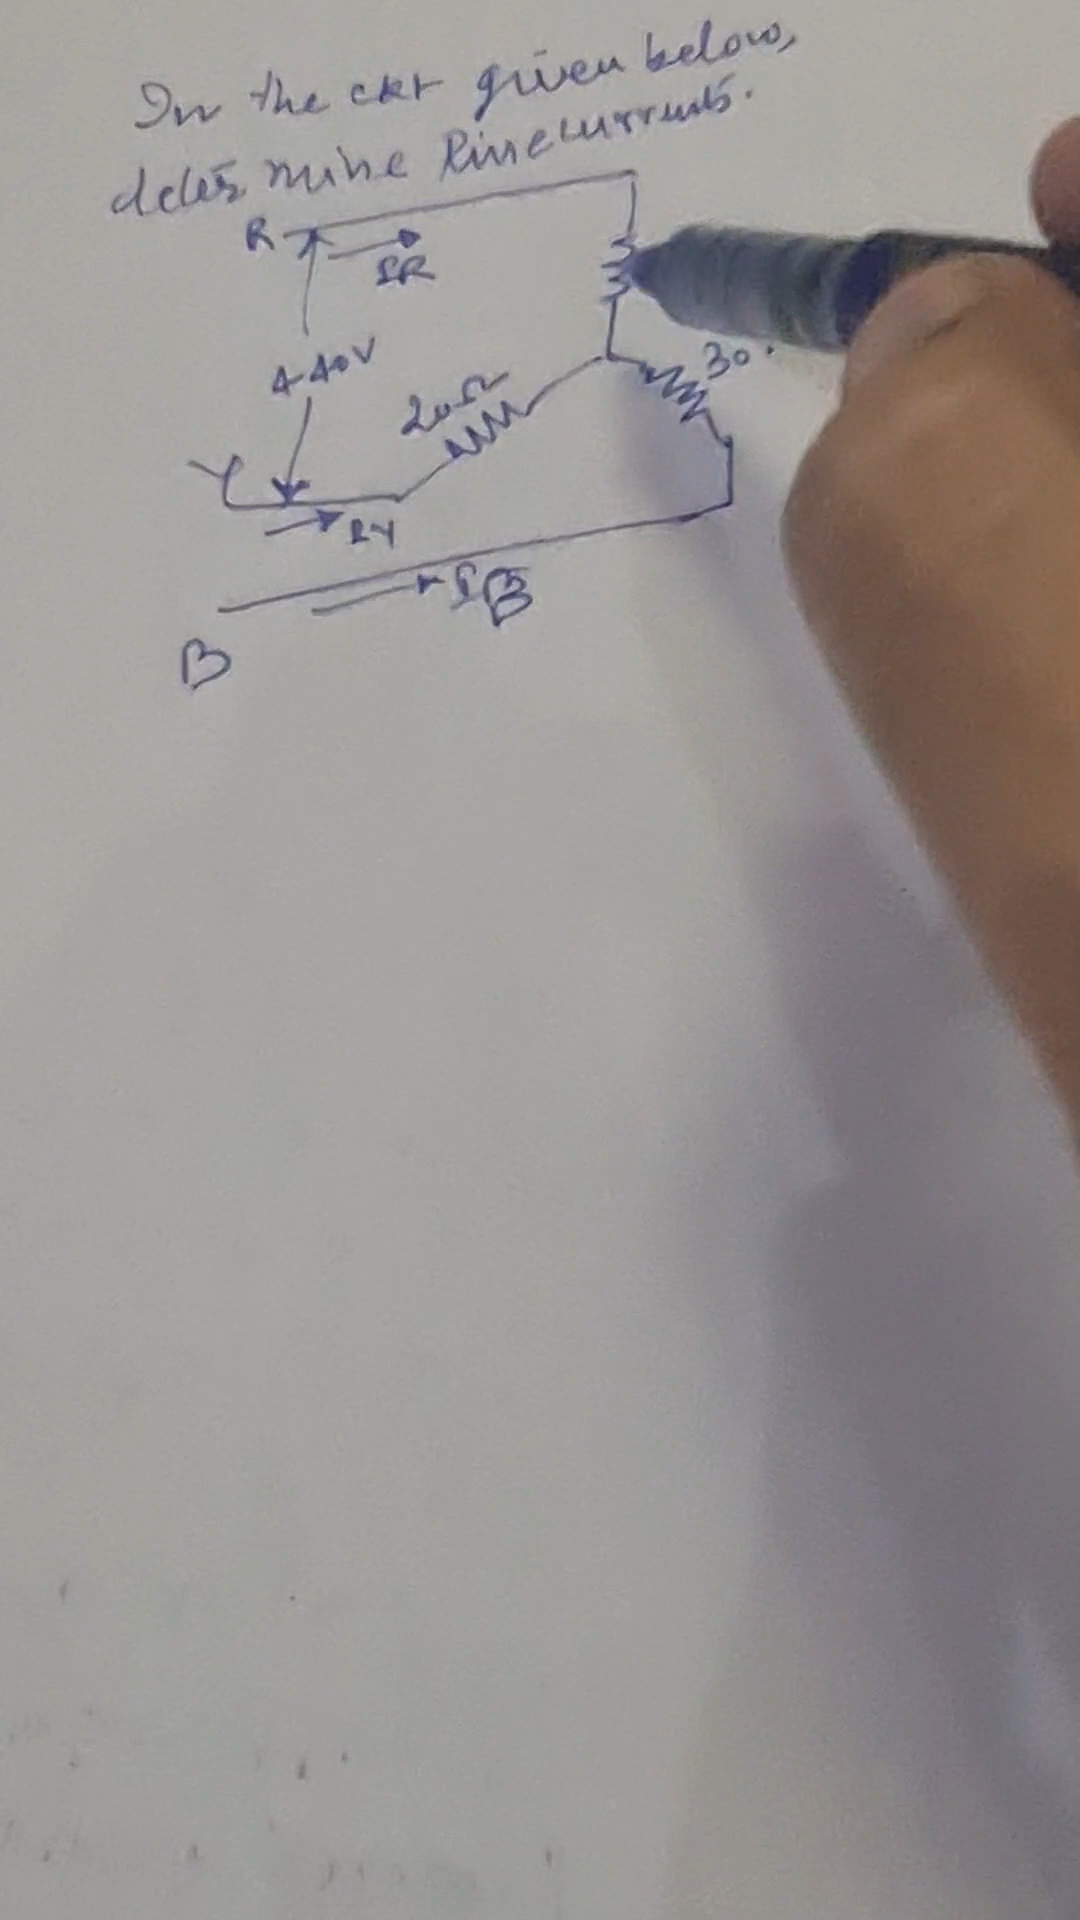 In the ckt given below,
determine line currents.
R
IR
440V
20Ω
30
Y
IY
IB
B